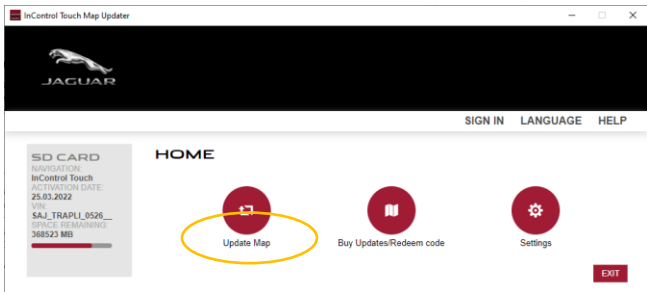 InControl Touch Map Updater
JAGUAR
SIGN IN LANGUAGE HELP
SD CARD
NAVIGATION:
InControl Touch
ACTIVATION DATE:
25.03.2022
VIN:
SAJ_TRAPLI_0526__
SPACE REMAINING:
368523 MB
HOME
Update Map
Buy Updates/Redeem code
Settings
EXIT